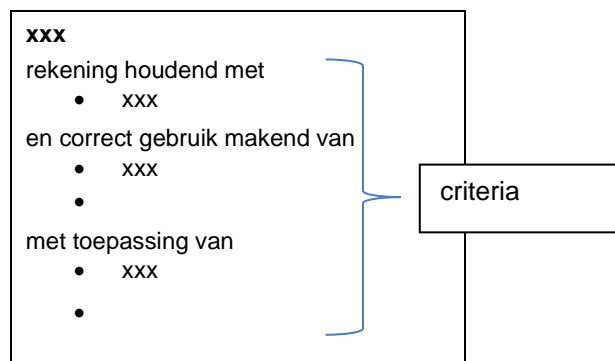 xxx
rekening houdend met
• xxx
en correct gebruik makend van
• xxx
•
met toepassing van
• xxx
•
criteria